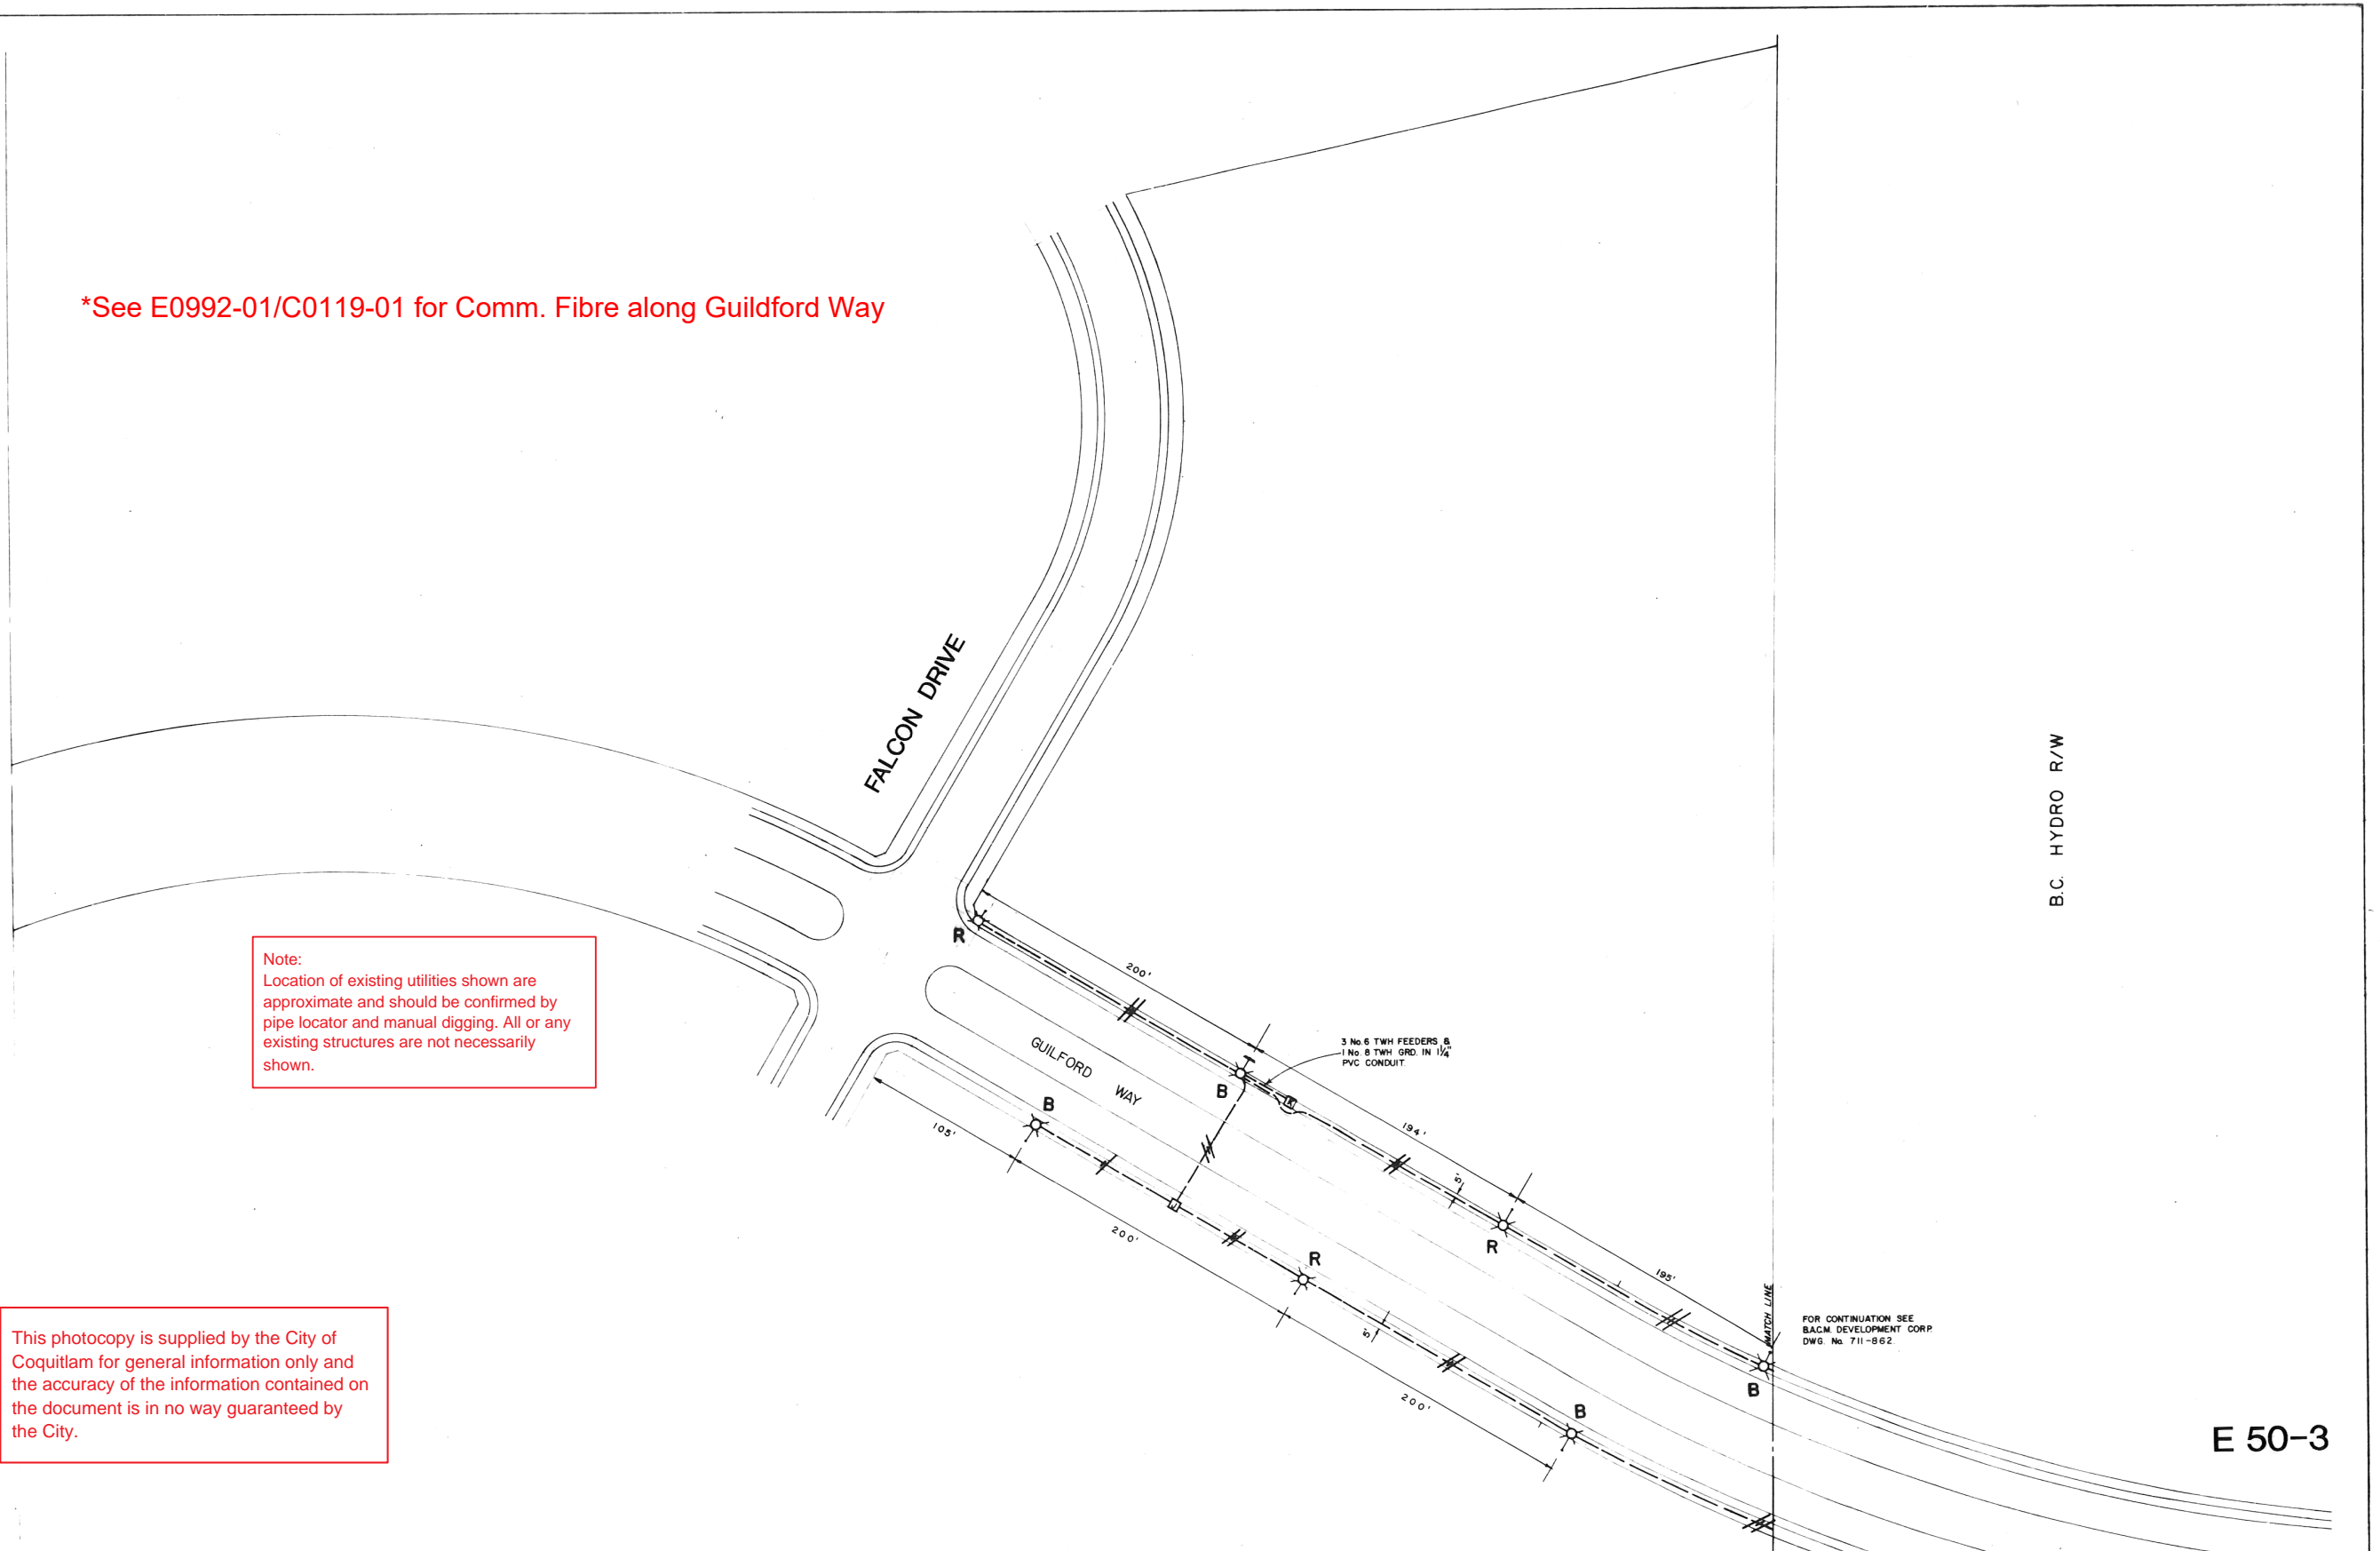 *See E0992-01/C0119-01 for Comm. Fibre along Guildford Way
FALCON DRIVE
B.C. HYDRO R/W
Note:
Location of existing utilities shown are
approximate and should be confirmed by
pipe locator and manual digging. All or any
existing structures are not necessarily
shown.
R
200'
GUILFORD WAY
3 No. 6 TWH FEEDERS &
1 No. 8 TWH GRD. IN 1 1/4"
PVC CONDUIT.
B
B
105'
194'
5'
J
200'
R
R
195'
5'
MATCH LINE
FOR CONTINUATION SEE
B.A.C.M. DEVELOPMENT CORP.
DWG. No. 711-862.
B
200'
B
This photocopy is supplied by the City of
Coquitlam for general information only and
the accuracy of the information contained on
the document is in no way guaranteed by
the City.
E 50-3